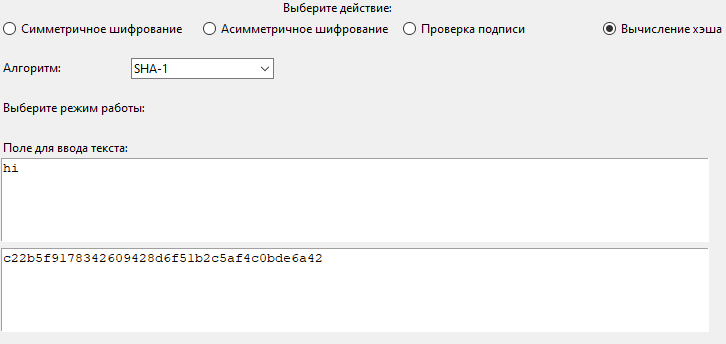 Выберите действие:
Симметричное шифрование Асимметричное шифрование Проверка подписи Вычисление хэша
Алгоритм: SHA-1
Выберите режим работы:
Поле для ввода текста:
hi
c22b5f9178342609428d6f51b2c5af4c0bde6a42